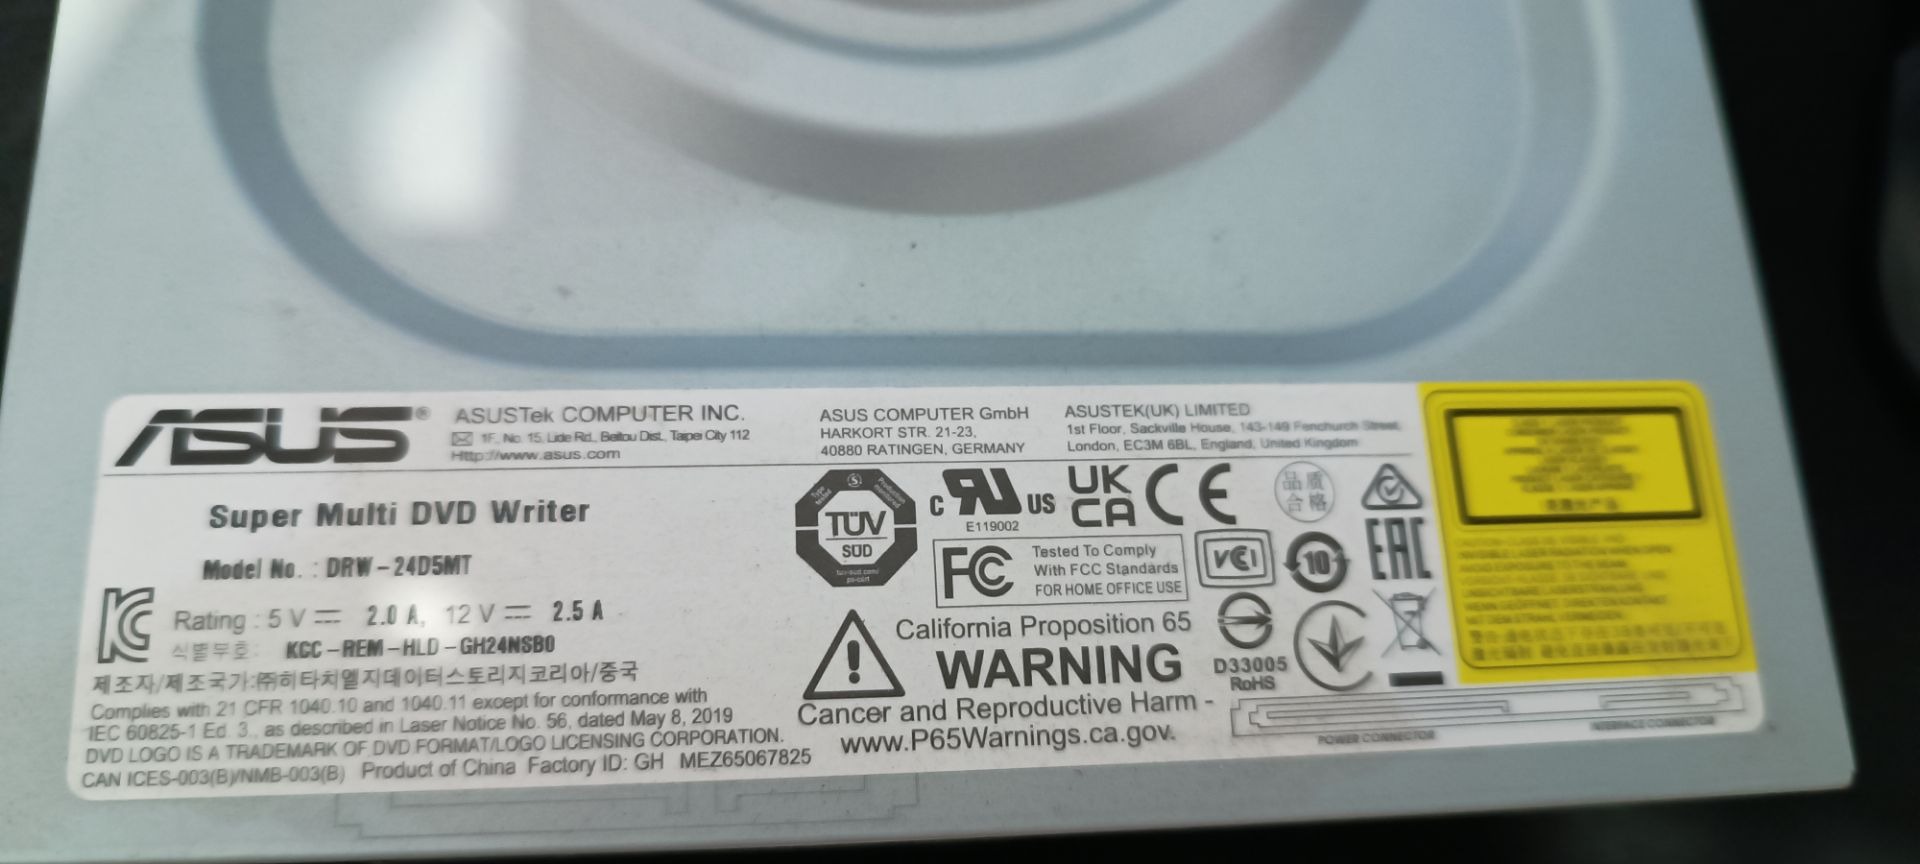 ASUS®
ASUSTek COMPUTER INC.
1F., No. 15, Lide Rd., Beitou Dist., Taipei City 112
Http://www.asus.com
ASUS COMPUTER GmbH
HARKORT STR. 21-23,
40880 RATINGEN, GERMANY
ASUSTEK(UK) LIMITED
1st Floor, Sackville House, 143-149 Fenchurch Street,
London, EC3M 6BL, England, United Kingdom
Super Multi DVD Writer
Model No. : DRW-24D5MT
Rating : 5 V 2.0 A, 12 V 2.5 A
식별부호: KCC-REM-HLD-GH24NSB0
제조자/제조국가:㈜히타치엘지데이터스토리지코리아/중국
Complies with 21 CFR 1040.10 and 1040.11 except for conformance with
IEC 60825-1 Ed. 3., as described in Laser Notice No. 56, dated May 8, 2019
DVD LOGO IS A TRADEMARK OF DVD FORMAT/LOGO LICENSING CORPORATION.
CAN ICES-003(B)/NMB-003(B) Product of China Factory ID: GH MEZ65067825
Type tested
Production monitored
TÜV
SÜD
C RU US
E119002
UK
CA
CE
品质
合格
FC
Tested To Comply
With FCC Standards
FOR HOME OFFICE USE
VCI
10
EAC
California Proposition 65
WARNING
Cancer and Reproductive Harm -
www.P65Warnings.ca.gov.
D33005
RoHS
POWER CONNECTOR
INTERFACE CONNECTOR